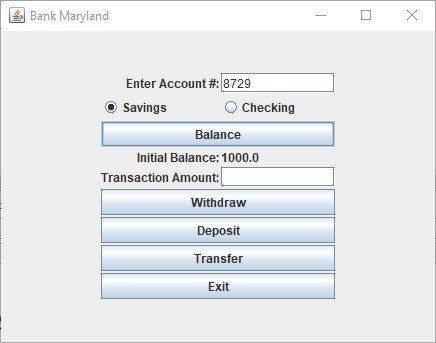 Bank Maryland
Enter Account #: 8729
Savings Checking
Balance
Initial Balance: 1000.0
Transaction Amount:
Withdraw
Deposit
Transfer
Exit